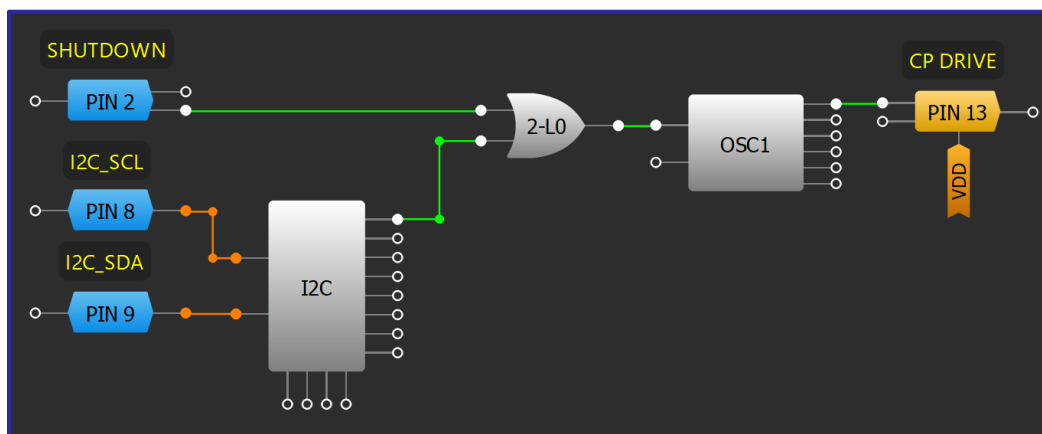 SHUTDOWN
CP DRIVE
PIN 2
2-L0
OSC1
PIN 13
I2C_SCL
PIN 8
VDD
I2C_SDA
I2C
PIN 9